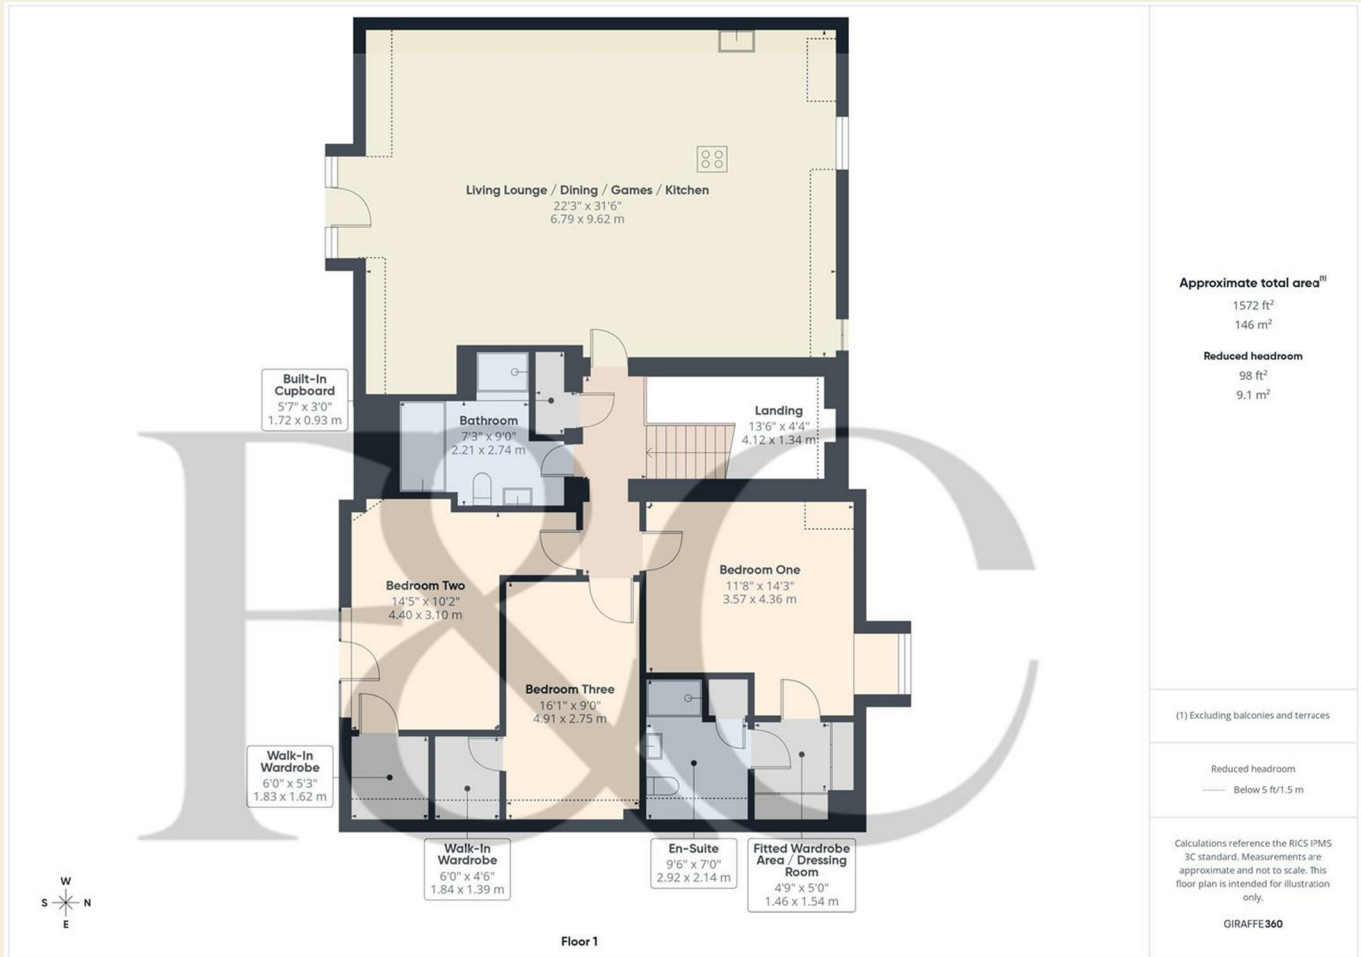 Living Lounge / Dining / Games / Kitchen
22'3" x 31'6"
6.79 x 9.62 m
Built-In
Cupboard
5'7" x 3'0"
1.72 x 0.93 m
Bathroom
7'3" x 9'0"
2.21 x 2.74 m
Landing
13'6" x 4'4"
4.12 x 1.34 m
Bedroom Two
14'5" x 10'2"
4.40 x 3.10 m
Bedroom One
11'8" x 14'3"
3.57 x 4.36 m
Bedroom Three
16'1" x 9'0"
4.91 x 2.75 m
Walk-In
Wardrobe
6'0" x 5'3"
1.83 x 1.62 m
Walk-In
Wardrobe
6'0" x 4'6"
1.84 x 1.39 m
En-Suite
9'6" x 7'0"
2.92 x 2.14 m
Fitted Wardrobe
Area / Dressing
Room
4'9" x 5'0"
1.46 x 1.54 m
F&C
W
S N
E
Floor 1
Approximate total area(1)
1572 ft²
146 m²
Reduced headroom
98 ft²
9.1 m²
(1) Excluding balconies and terraces
Reduced headroom
Below 5 ft/1.5 m
Calculations reference the RICS IPMS
3C standard. Measurements are
approximate and not to scale. This
floor plan is intended for illustration
only.
GIRAFFE360